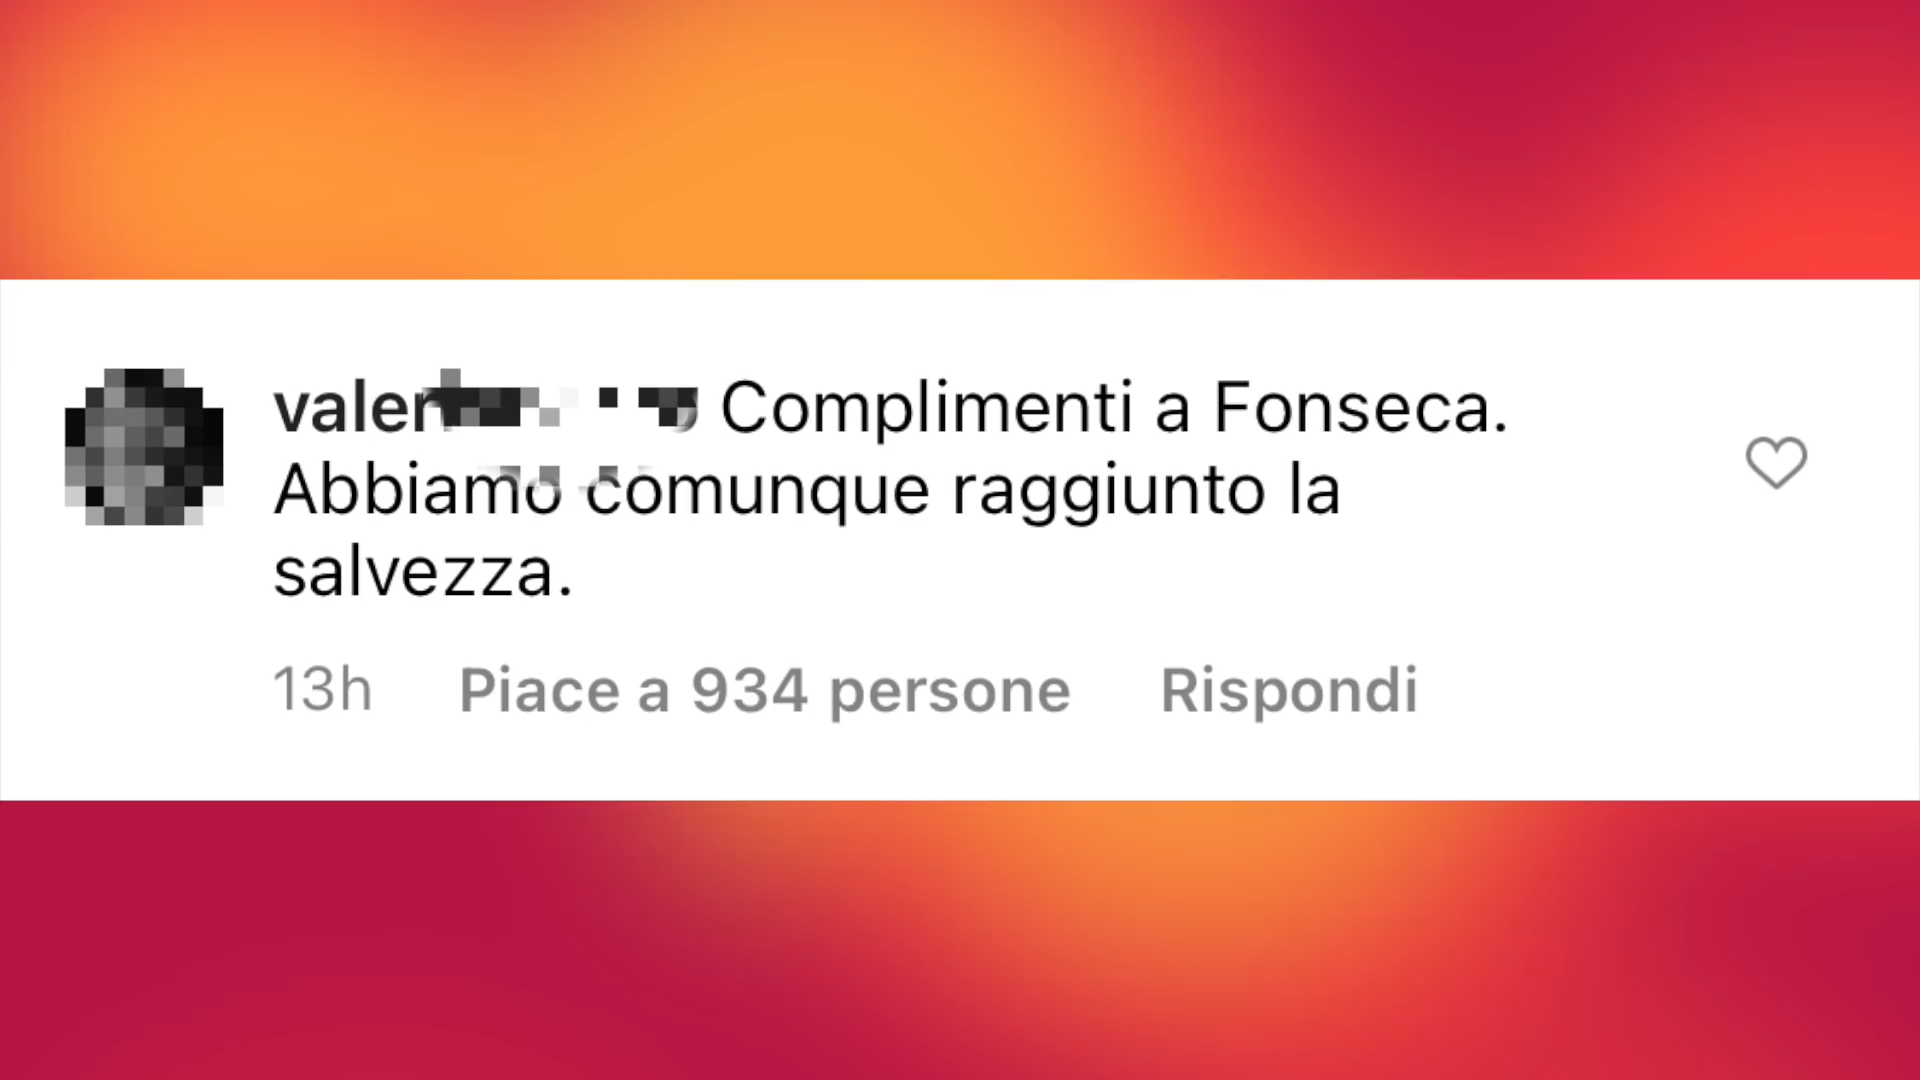 Complimenti a Fonseca.
Abbiamo comunque raggiunto la
salvezza.
13h Piace a 934 persone Rispondi